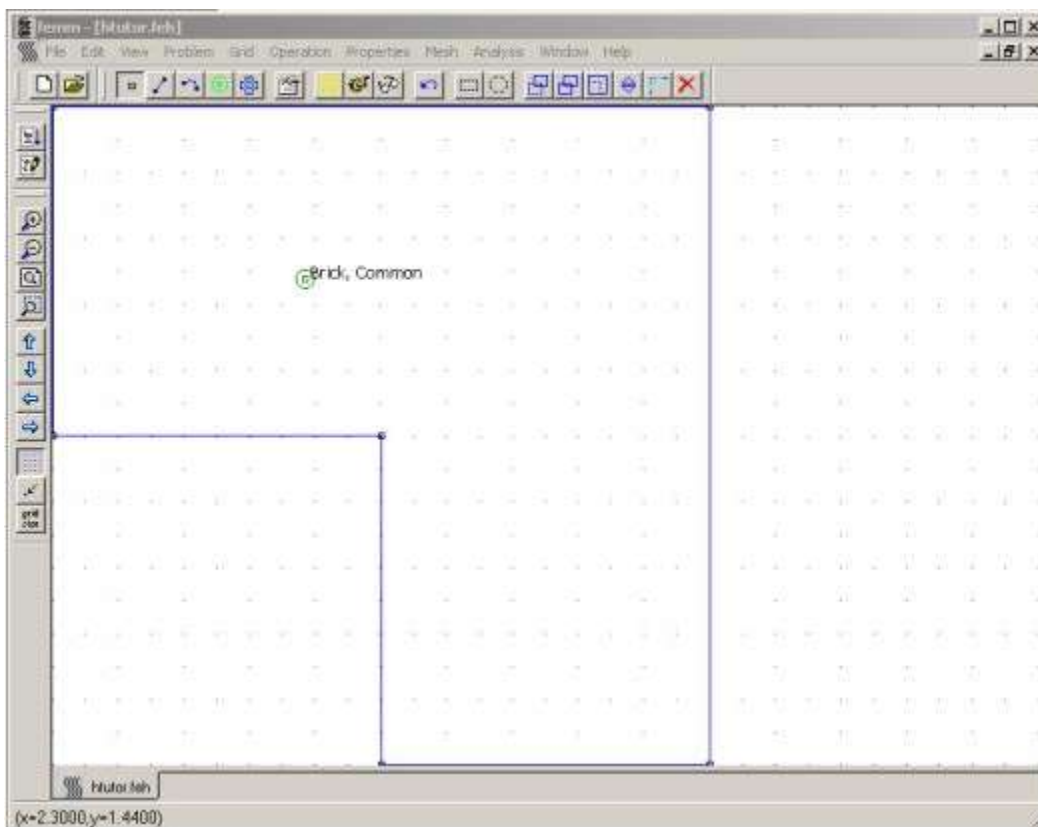 femm - [htutor.feh]
File Edit View Problem Grid Operation Properties Mesh Analysis Window Help
Brick, Common
grid
size
htutor.feh
(x=2.3000,y=1.4400)